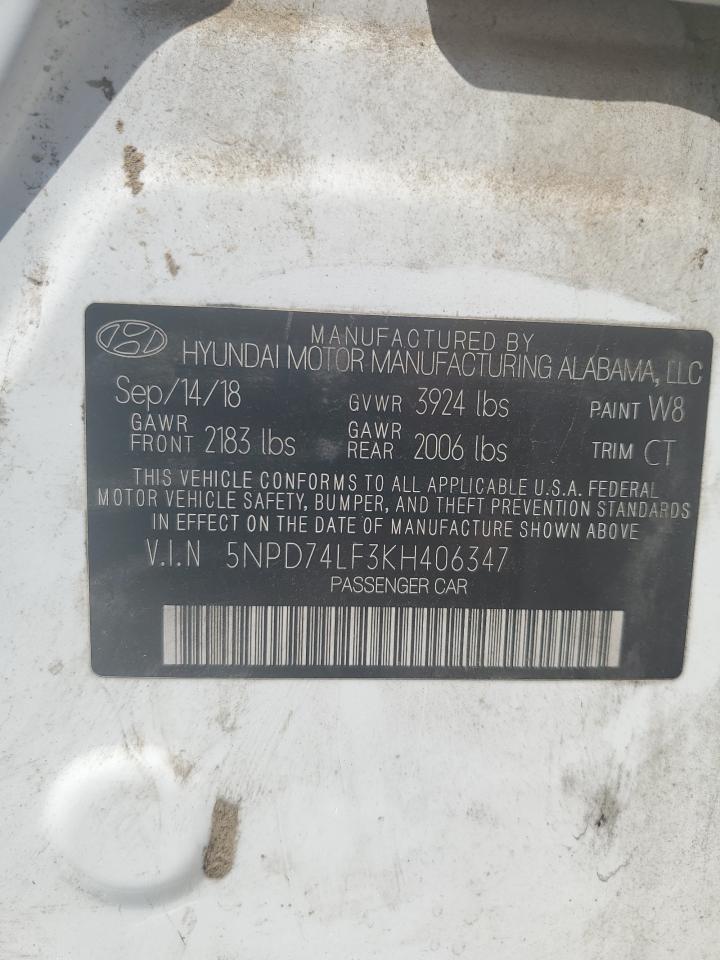 MANUFACTURED BY
HYUNDAI MOTOR MANUFACTURING ALABAMA, LLC
Sep/14/18 GVWR 3924 lbs PAINT W8
GAWR FRONT 2183 lbs GAWR REAR 2006 lbs TRIM CT
THIS VEHICLE CONFORMS TO ALL APPLICABLE U.S.A. FEDERAL
MOTOR VEHICLE SAFETY, BUMPER, AND THEFT PREVENTION STANDARDS
IN EFFECT ON THE DATE OF MANUFACTURE SHOWN ABOVE
V.I.N 5NPD74LF3KH406347
PASSENGER CAR